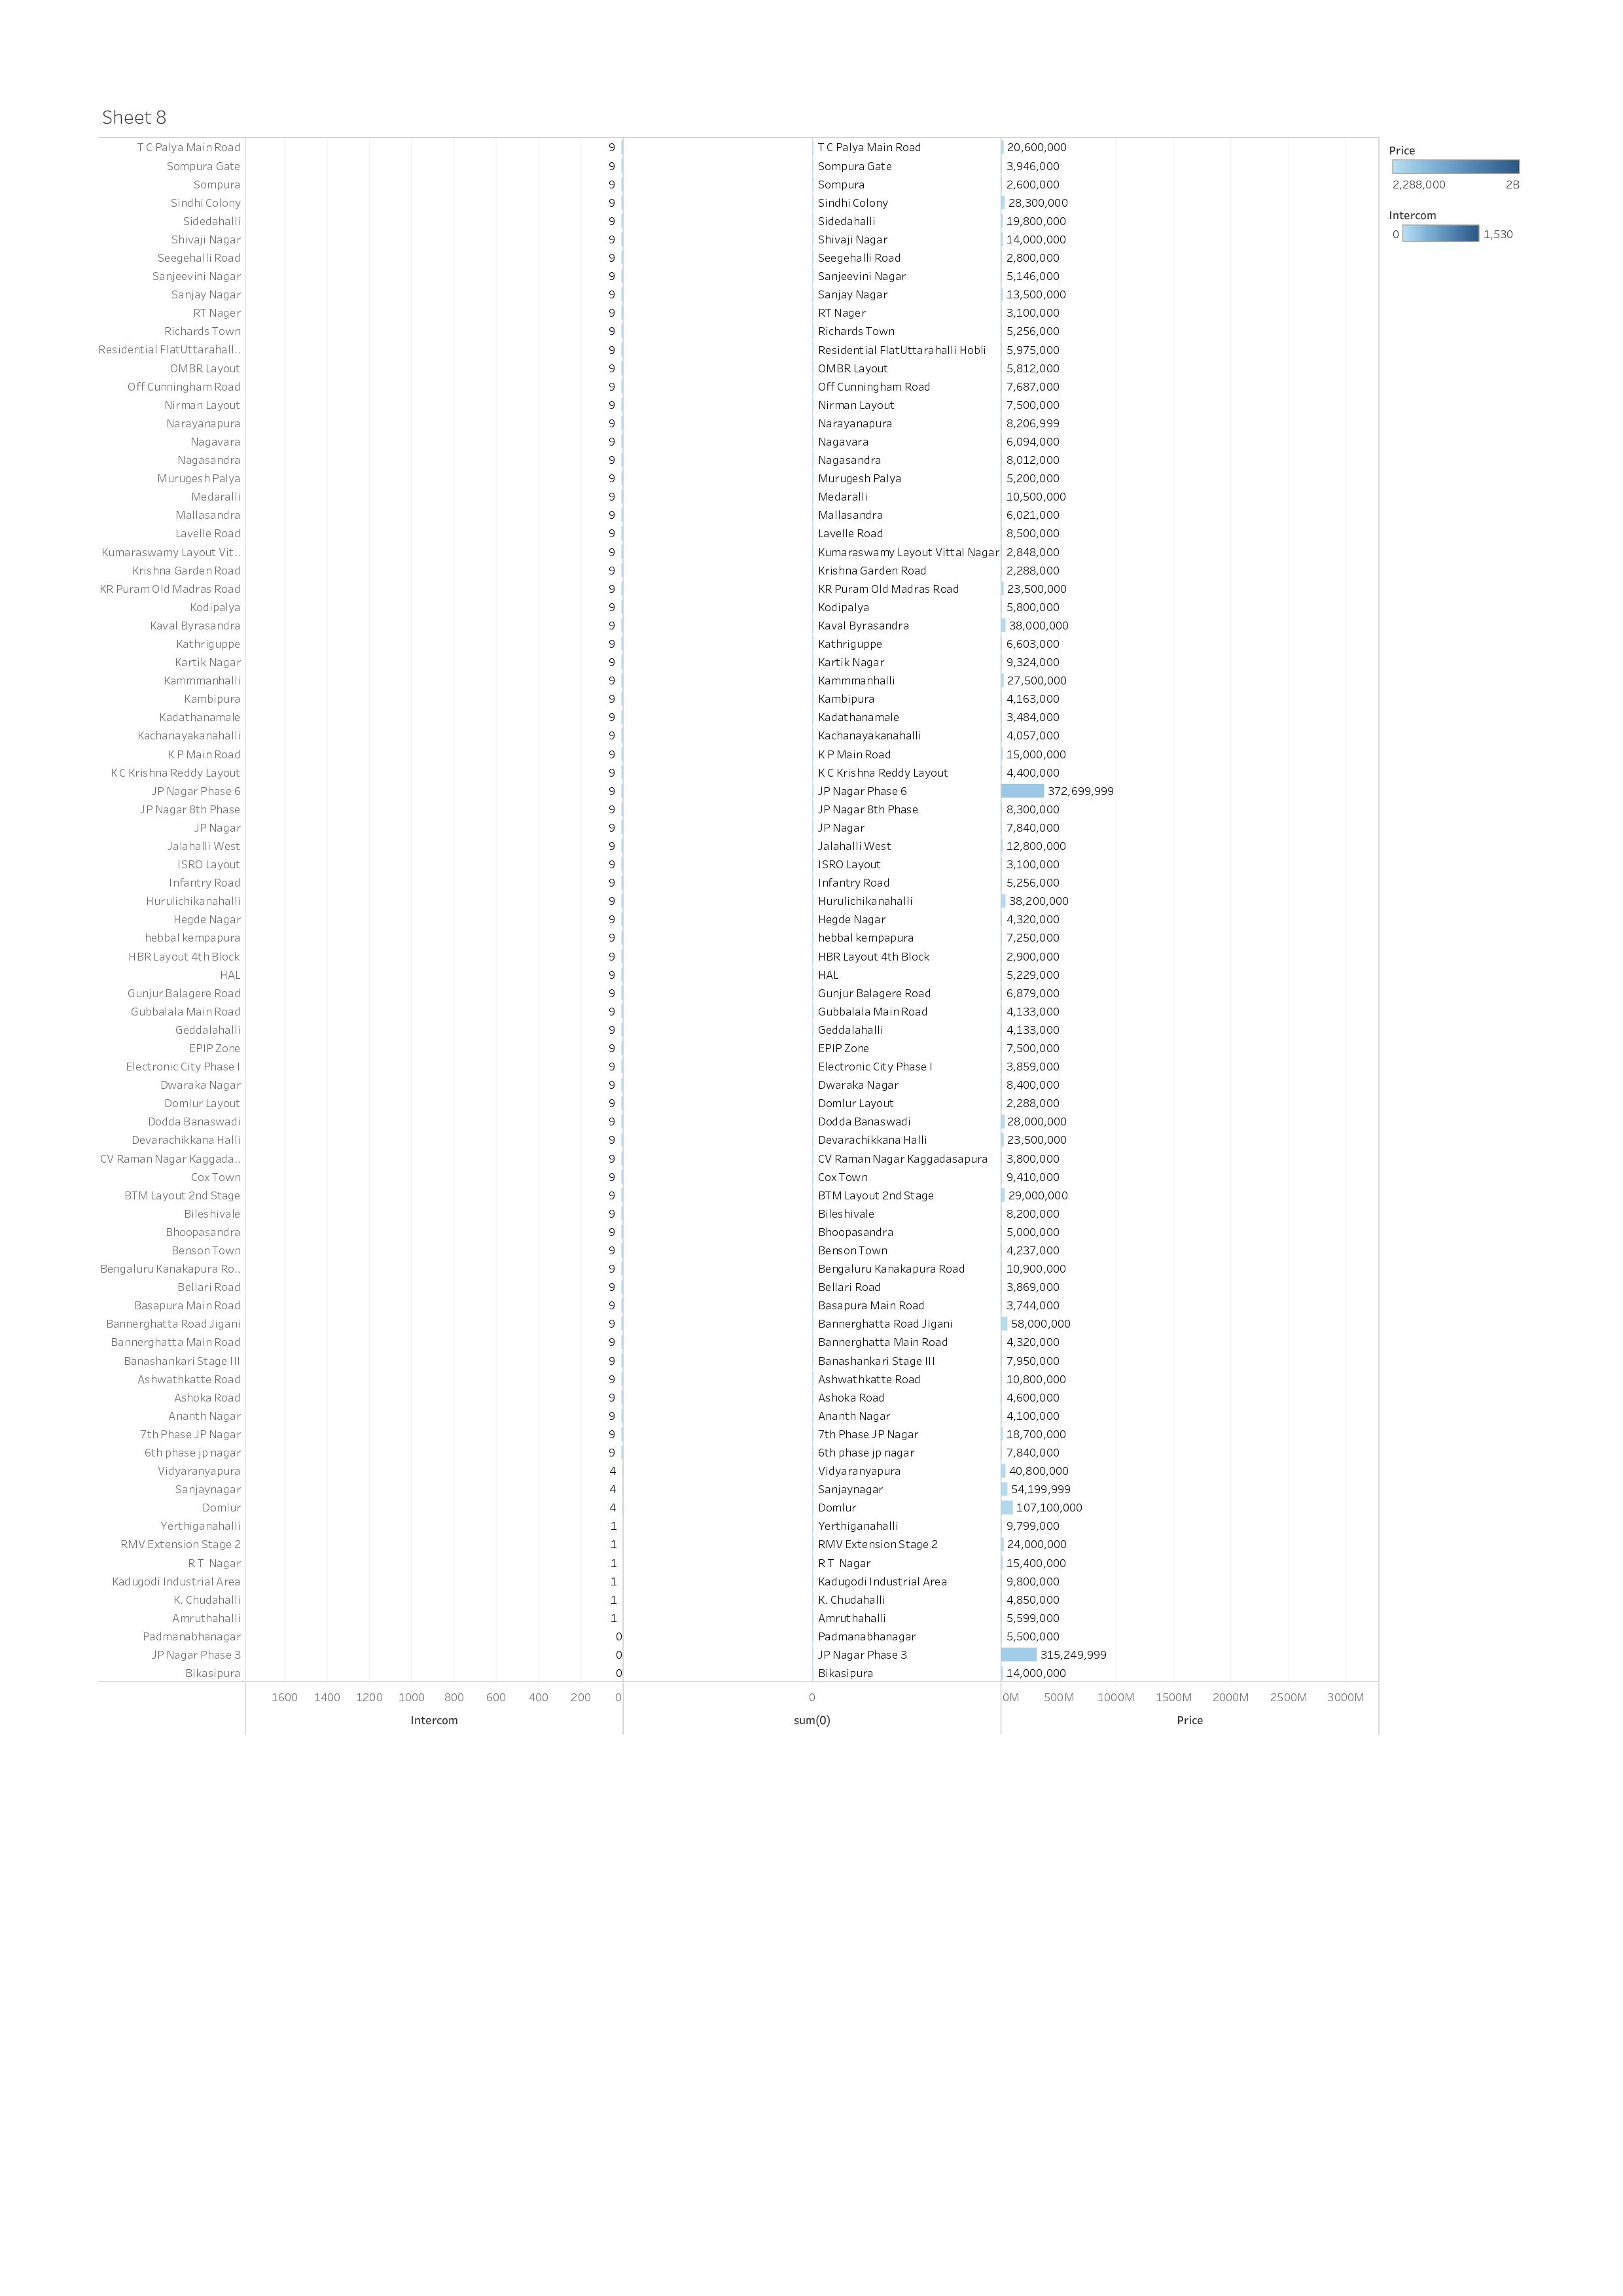 Sheet 8
T C Palya Main Road 9 T C Palya Main Road 20,600,000
Sompura Gate 9 Sompura Gate 3,946,000
Sompura 9 Sompura 2,600,000
Sindhi Colony 9 Sindhi Colony 28,300,000
Sidedahalli 9 Sidedahalli 19,800,000
Shivaji Nagar 9 Shivaji Nagar 14,000,000
Seegehalli Road 9 Seegehalli Road 2,800,000
Sanjeevini Nagar 9 Sanjeevini Nagar 5,146,000
Sanjay Nagar 9 Sanjay Nagar 13,500,000
RT Nager 9 RT Nager 3,100,000
Richards Town 9 Richards Town 5,256,000
Residential FlatUttarahall.. 9 Residential FlatUttarahalli Hobli 5,975,000
OMBR Layout 9 OMBR Layout 5,812,000
Off Cunningham Road 9 Off Cunningham Road 7,687,000
Nirman Layout 9 Nirman Layout 7,500,000
Narayanapura 9 Narayanapura 8,206,999
Nagavara 9 Nagavara 6,094,000
Nagasandra 9 Nagasandra 8,012,000
Murugesh Palya 9 Murugesh Palya 5,200,000
Medaralli 9 Medaralli 10,500,000
Mallasandra 9 Mallasandra 6,021,000
Lavelle Road 9 Lavelle Road 8,500,000
Kumaraswamy Layout Vit.. 9 Kumaraswamy Layout Vittal Nagar 2,848,000
Krishna Garden Road 9 Krishna Garden Road 2,288,000
KR Puram Old Madras Road 9 KR Puram Old Madras Road 23,500,000
Kodipalya 9 Kodipalya 5,800,000
Kaval Byrasandra 9 Kaval Byrasandra 38,000,000
Kathriguppe 9 Kathriguppe 6,603,000
Kartik Nagar 9 Kartik Nagar 9,324,000
Kammmanhalli 9 Kammmanhalli 27,500,000
Kambipura 9 Kambipura 4,163,000
Kadathanamale 9 Kadathanamale 3,484,000
Kachanayakanahalli 9 Kachanayakanahalli 4,057,000
K P Main Road 9 K P Main Road 15,000,000
K C Krishna Reddy Layout 9 K C Krishna Reddy Layout 4,400,000
JP Nagar Phase 6 9 JP Nagar Phase 6 372,699,999
JP Nagar 8th Phase 9 JP Nagar 8th Phase 8,300,000
JP Nagar 9 JP Nagar 7,840,000
Jalahalli West 9 Jalahalli West 12,800,000
ISRO Layout 9 ISRO Layout 3,100,000
Infantry Road 9 Infantry Road 5,256,000
Hurulichikanahalli 9 Hurulichikanahalli 38,200,000
Hegde Nagar 9 Hegde Nagar 4,320,000
hebbal kempapura 9 hebbal kempapura 7,250,000
HBR Layout 4th Block 9 HBR Layout 4th Block 2,900,000
HAL 9 HAL 5,229,000
Gunjur Balagere Road 9 Gunjur Balagere Road 6,879,000
Gubbalala Main Road 9 Gubbalala Main Road 4,133,000
Geddalahalli 9 Geddalahalli 4,133,000
EPIP Zone 9 EPIP Zone 7,500,000
Electronic City Phase I 9 Electronic City Phase I 3,859,000
Dwaraka Nagar 9 Dwaraka Nagar 8,400,000
Domlur Layout 9 Domlur Layout 2,288,000
Dodda Banaswadi 9 Dodda Banaswadi 28,000,000
Devarachikkana Halli 9 Devarachikkana Halli 23,500,000
CV Raman Nagar Kaggada.. 9 CV Raman Nagar Kaggadasapura 3,800,000
Cox Town 9 Cox Town 9,410,000
BTM Layout 2nd Stage 9 BTM Layout 2nd Stage 29,000,000
Bileshivale 9 Bileshivale 8,200,000
Bhoopasandra 9 Bhoopasandra 5,000,000
Benson Town 9 Benson Town 4,237,000
Bengaluru Kanakapura Ro.. 9 Bengaluru Kanakapura Road 10,900,000
Bellari Road 9 Bellari Road 3,869,000
Basapura Main Road 9 Basapura Main Road 3,744,000
Bannerghatta Road Jigani 9 Bannerghatta Road Jigani 58,000,000
Bannerghatta Main Road 9 Bannerghatta Main Road 4,320,000
Banashankari Stage III 9 Banashankari Stage III 7,950,000
Ashwathkatte Road 9 Ashwathkatte Road 10,800,000
Ashoka Road 9 Ashoka Road 4,600,000
Ananth Nagar 9 Ananth Nagar 4,100,000
7th Phase JP Nagar 9 7th Phase JP Nagar 18,700,000
6th phase jp nagar 9 6th phase jp nagar 7,840,000
Vidyaranyapura 4 Vidyaranyapura 40,800,000
Sanjaynagar 4 Sanjaynagar 54,199,999
Domlur 4 Domlur 107,100,000
Yerthiganahalli 1 Yerthiganahalli 9,799,000
RMV Extension Stage 2 1 RMV Extension Stage 2 24,000,000
R T Nagar 1 R T Nagar 15,400,000
Kadugodi Industrial Area 1 Kadugodi Industrial Area 9,800,000
K. Chudahalli 1 K. Chudahalli 4,850,000
Amruthahalli 1 Amruthahalli 5,599,000
Padmanabhanagar 0 Padmanabhanagar 5,500,000
JP Nagar Phase 3 0 JP Nagar Phase 3 315,249,999
Bikasipura 0 Bikasipura 14,000,000
1600 1400 1200 1000 800 600 400 200 0 0 0M 500M 1000M 1500M 2000M 2500M 3000M
Intercom sum(0) Price
Price
2,288,000 2B
Intercom
0 1,530